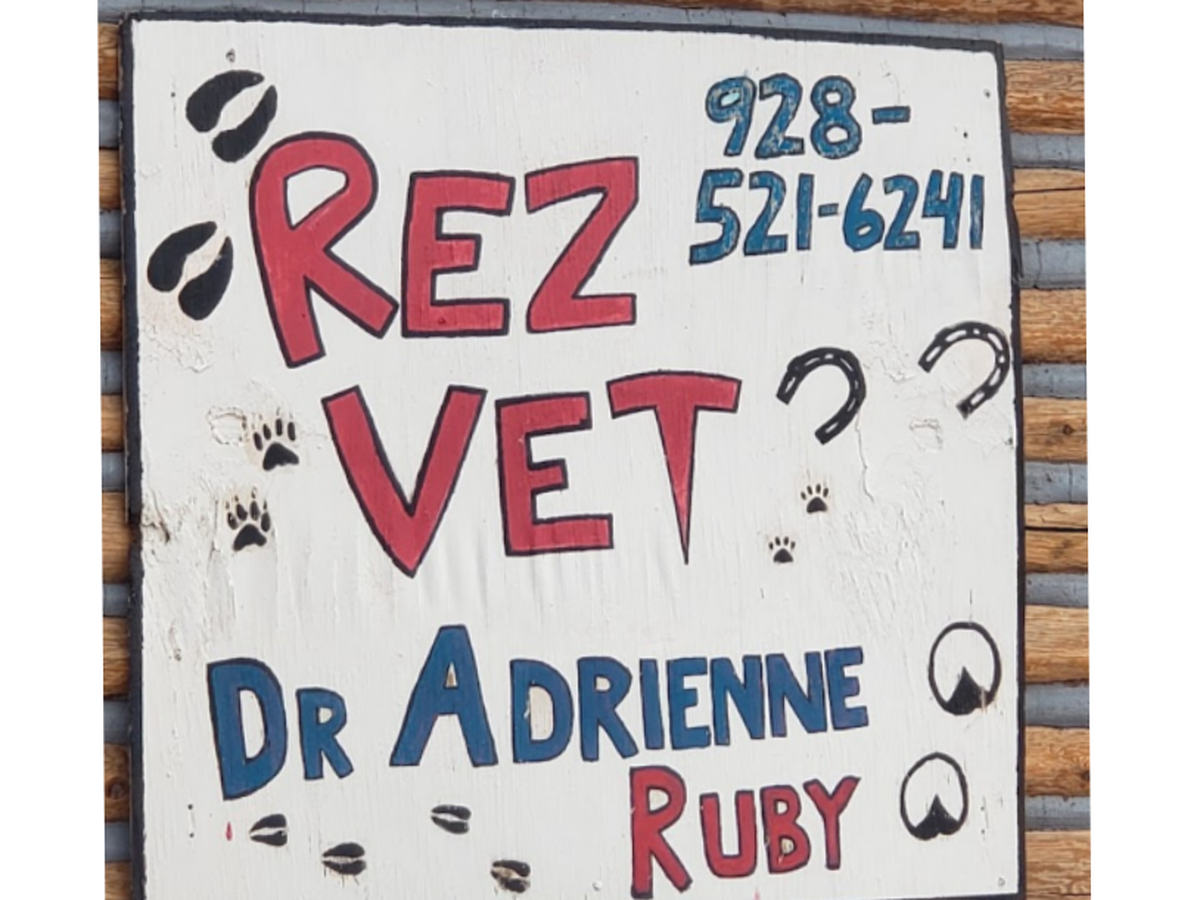 928-
521-6241
REZ
VET
DR ADRIENNE
RUBY